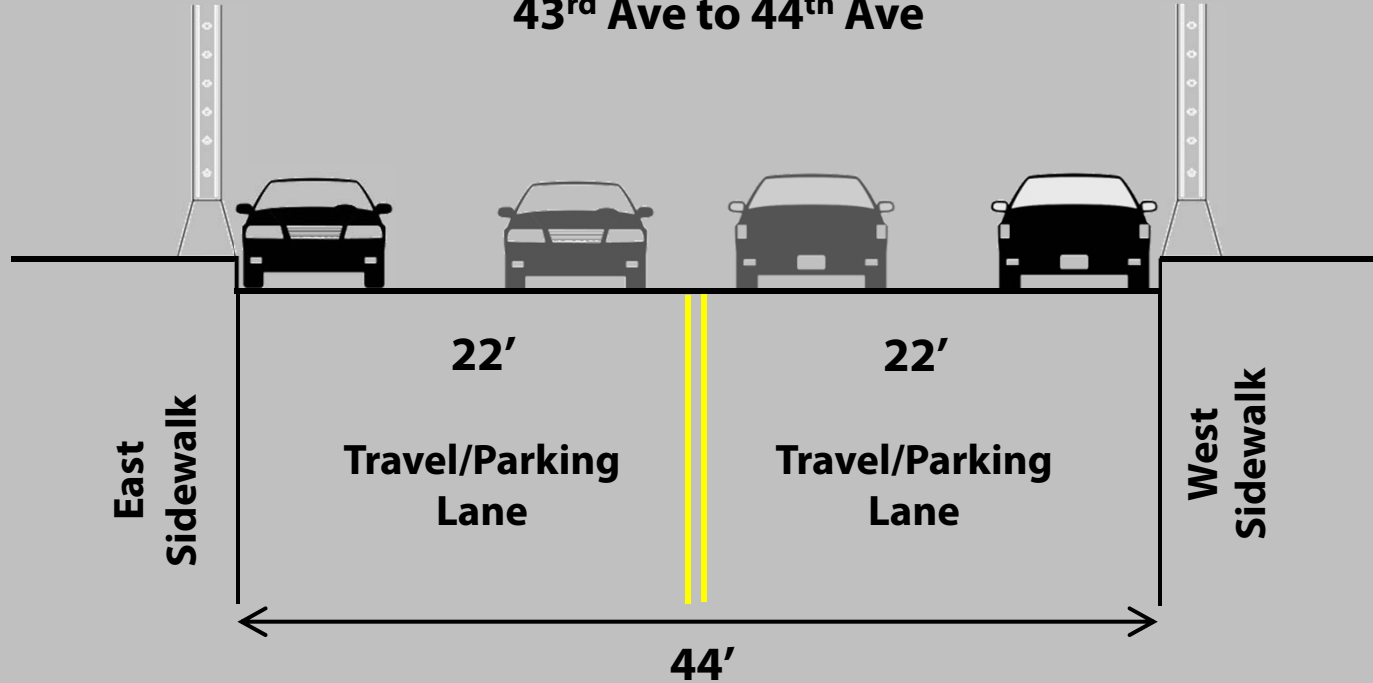 43rd Ave to 44th Ave
22’
22’
Travel/Parking
Lane
Travel/Parking
Lane
East
Sidewalk
West
Sidewalk
44’